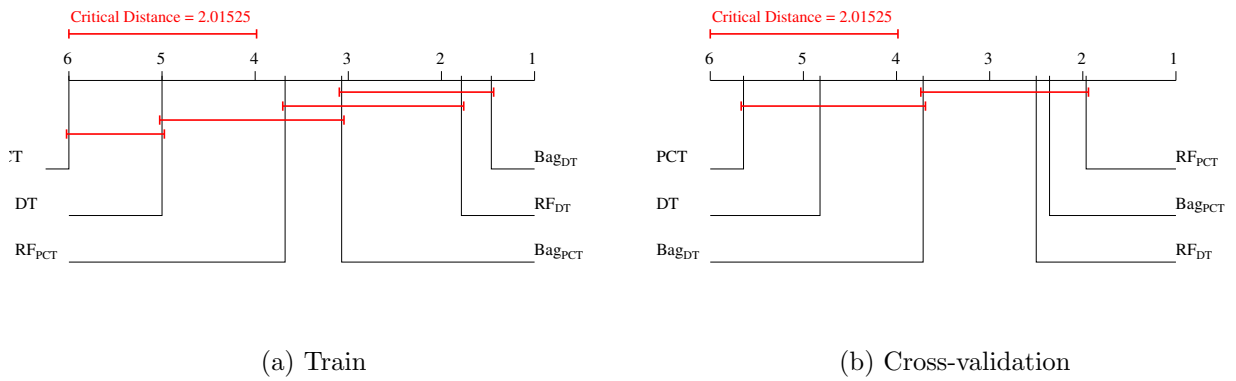 Critical Distance = 2.01525
6 5 4 3 2 1
CT
DT
RF_PCT
Bag_DT
RF_DT
Bag_PCT
(a) Train
Critical Distance = 2.01525
6 5 4 3 2 1
PCT
DT
Bag_DT
RF_PCT
Bag_PCT
RF_DT
(b) Cross-validation